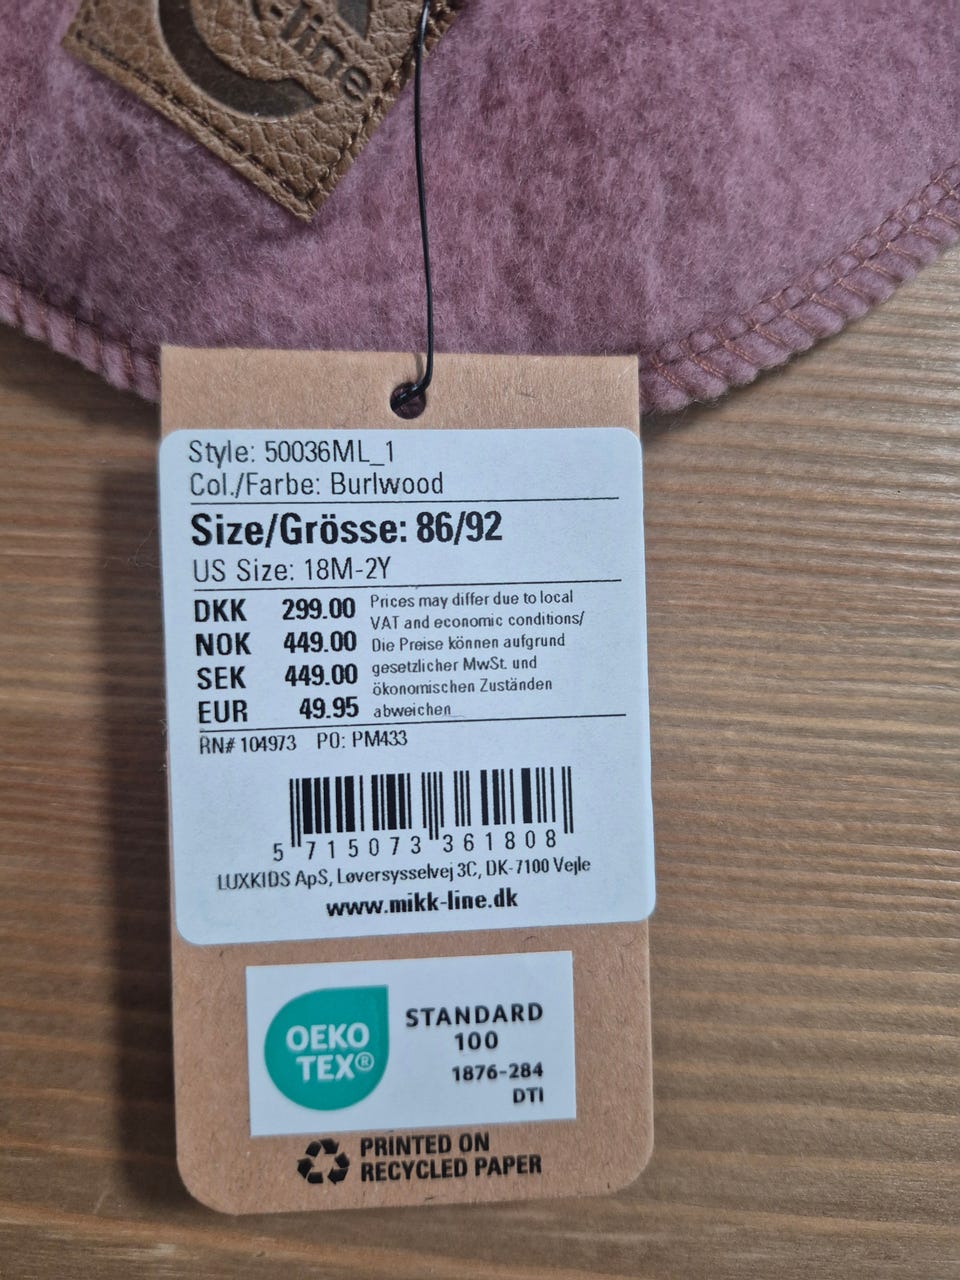 -line
Style: 50036ML_1
Col./Farbe: Burlwood
Size/Grösse: 86/92
US Size: 18M-2Y
DKK 299.00
NOK 449.00
SEK 449.00
EUR 49.95
Prices may differ due to local
VAT and economic conditions/
Die Preise können aufgrund
gesetzlicher MwSt. und
ökonomischen Zuständen
abweichen
RN# 104973 PO: PM433
5 715073 361808
LUXKIDS ApS, Løversysselvej 3C, DK-7100 Vejle
www.mikk-line.dk
OEKO
TEX®
STANDARD
100
1876-284
DTI
PRINTED ON
RECYCLED PAPER